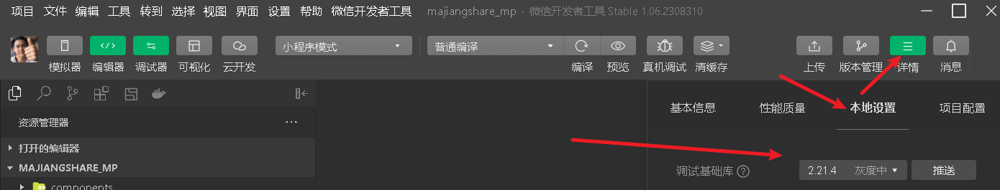 项目 文件 编辑 工具 转到 选择 视图 界面 设置 帮助 微信开发者工具 majiangshare_mp - 微信开发者工具 Stable 1.06.2308310
小程序模式 普通编译
模拟器 编辑器 调试器 可视化 云开发 编译 预览 真机调试 清缓存 上传 版本管理 详情 消息
基本信息 性能质量 本地设置 项目配置
资源管理器 ...
打开的编辑器
MAJIANGSHARE_MP
调试基础库 ? 2.21.4 灰度中 推送
components